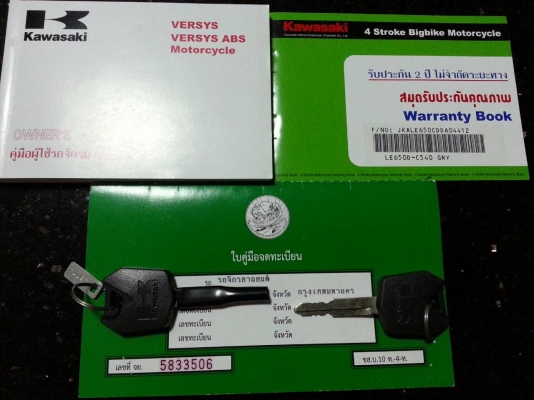 Kawasaki
VERSYS
VERSYS ABS
Motorcycle
OWNER'S
คู่มือผู้ใช้รถจักรยาน
Kawasaki
4 Stroke Bigbike Motorcycle
รับประกัน 2 ปี ไม่จำกัดระยะทาง
สมุดรับประกันคุณภาพ
Warranty Book
F/NO: JKALE650CDDA04412
LE650D-C540 GRY
ใบคู่มือจดทะเบียน
รถ รถจักรยานยนต์
จังหวัด กรุงเทพมหานคร
จังหวัด
เลขทะเบียน จังหวัด
เลขทะเบียน จังหวัด
เลขที่ จย. 5833506
ขส.บ.10 ท.-4-ท.